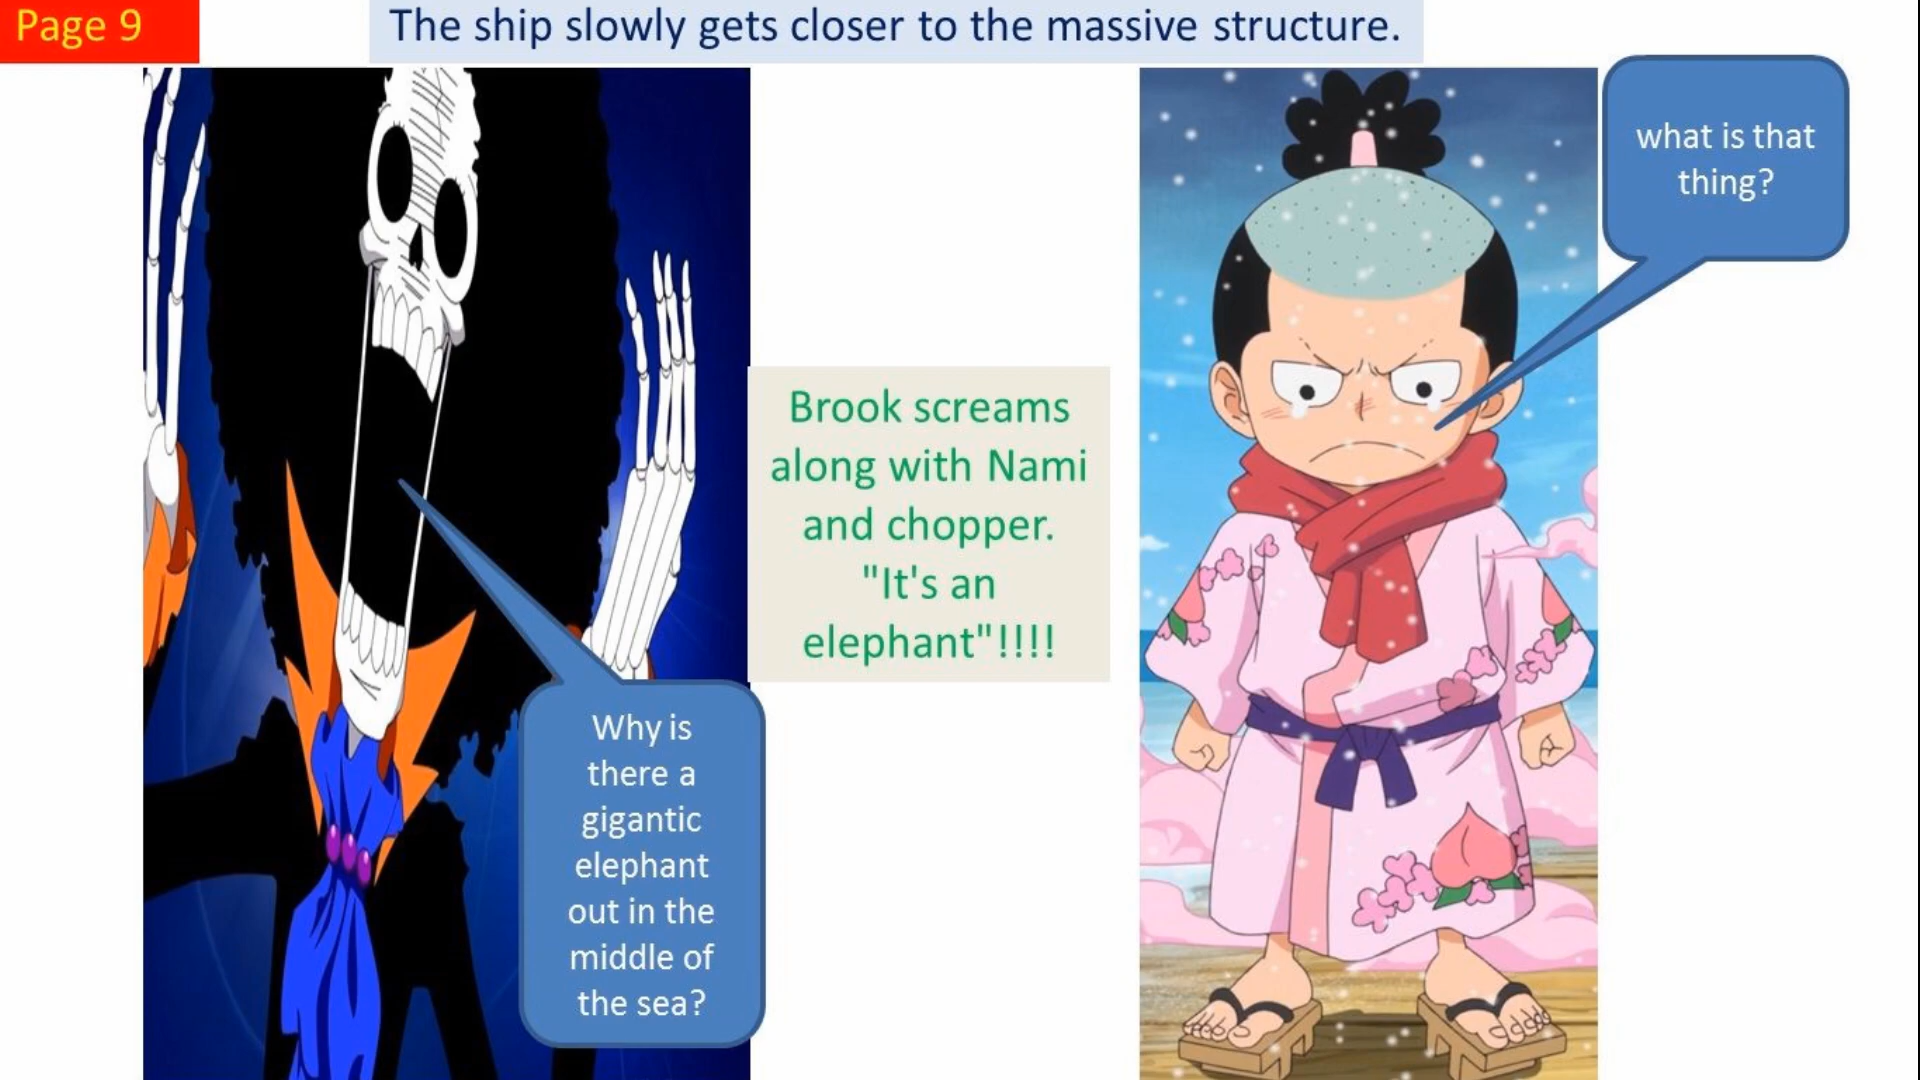 Page 9
The ship slowly gets closer to the massive structure.
what is that
thing?
Brook screams
along with Nami
and chopper.
"It's an
elephant"!!!!
Why is
there a
gigantic
elephant
out in the
middle of
the sea?